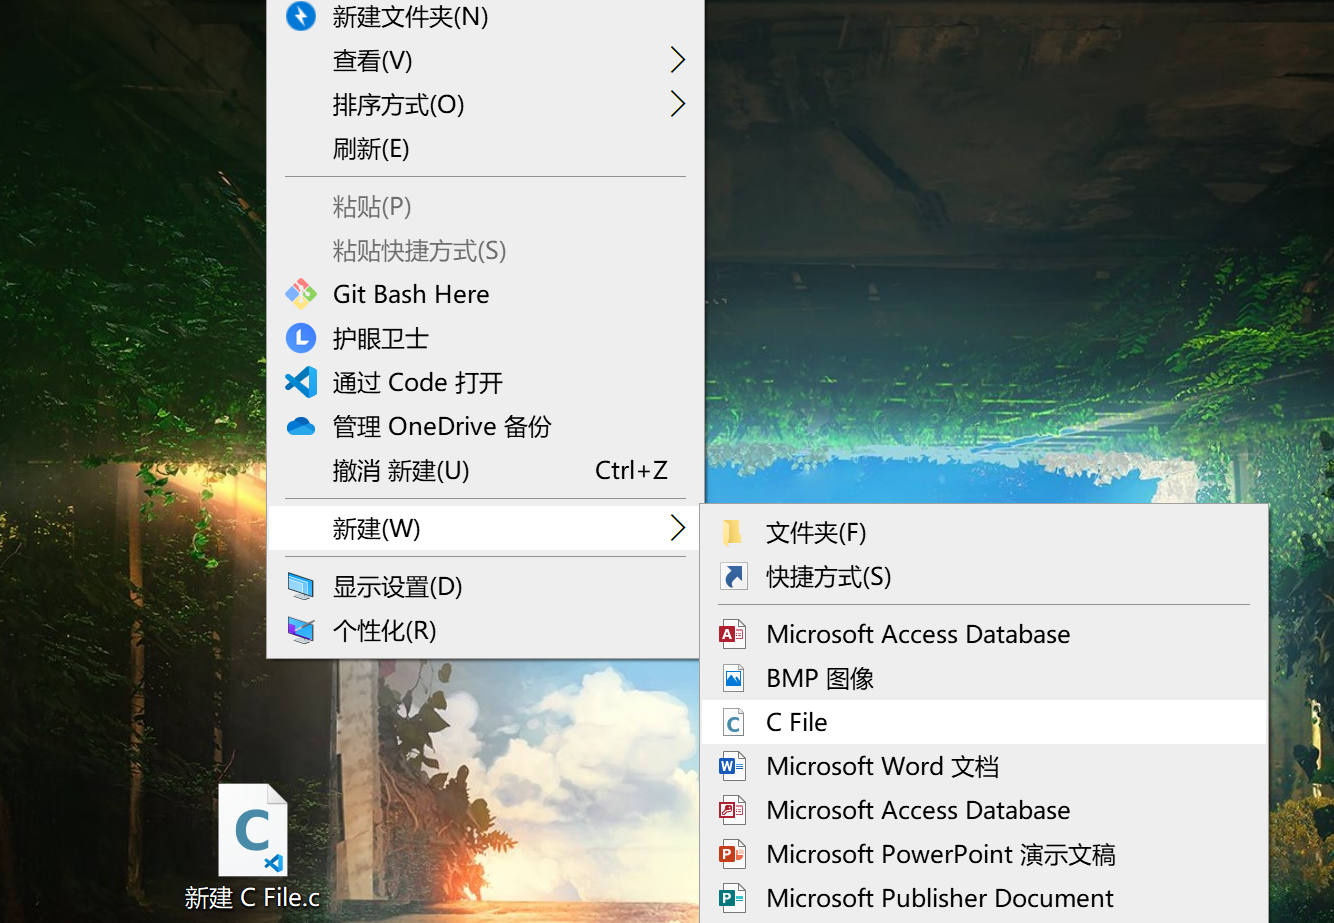 新建文件夹(N)
查看(V)
排序方式(O)
刷新(E)
粘贴(P)
粘贴快捷方式(S)
Git Bash Here
护眼卫士
通过 Code 打开
管理 OneDrive 备份
撤消 新建(U) Ctrl+Z
新建(W)
显示设置(D)
个性化(R)
文件夹(F)
快捷方式(S)
Microsoft Access Database
BMP 图像
C File
Microsoft Word 文档
Microsoft Access Database
Microsoft PowerPoint 演示文稿
Microsoft Publisher Document
C
新建 C File.c